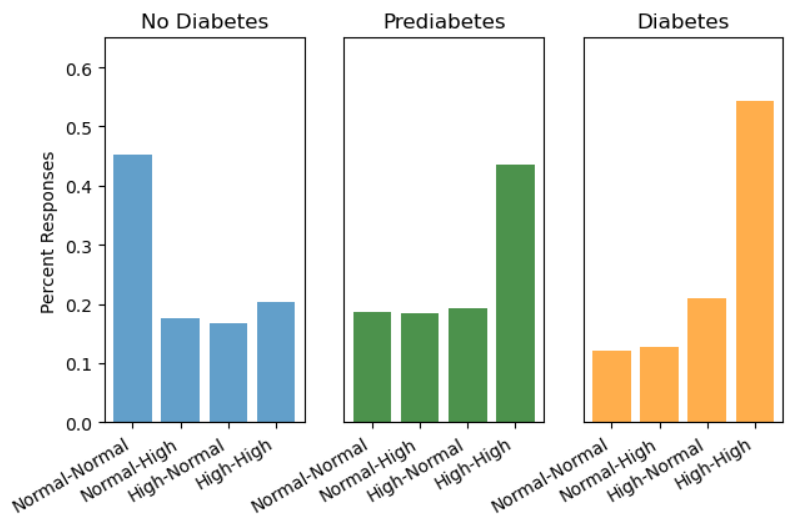 No Diabetes
Prediabetes
Diabetes
Percent Responses
0.6
0.5
0.4
0.3
0.2
0.1
0.0
Normal-Normal
Normal-High
High-Normal
High-High
Normal-Normal
Normal-High
High-Normal
High-High
Normal-Normal
Normal-High
High-Normal
High-High